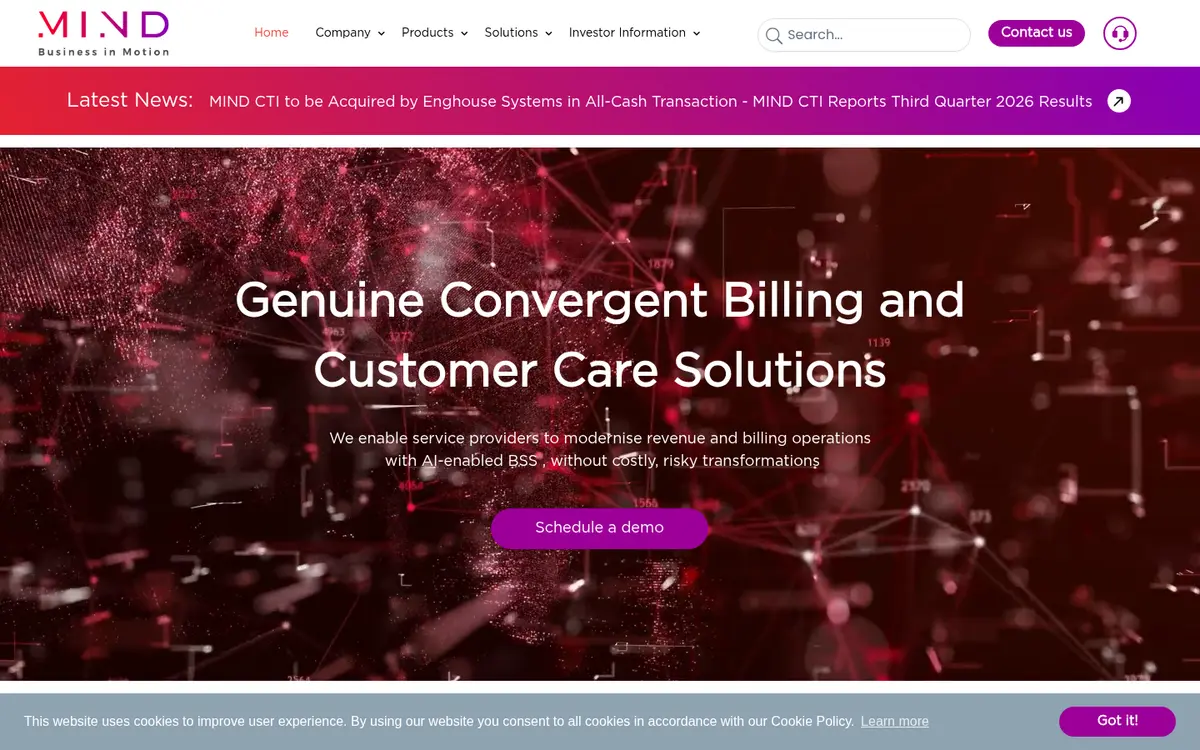 MIND
Business in Motion
Home
Company
Products
Solutions
Investor Information
Search...
Contact us
Latest News:
MIND CTI to be Acquired by Enghouse Systems in All-Cash Transaction - MIND CTI Reports Third Quarter 2026 Results
Genuine Convergent Billing and
Customer Care Solutions
We enable service providers to modernise revenue and billing operations
with AI-enabled BSS , without costly, risky transformations
Schedule a demo
1879
1139
1566
This website uses cookies to improve user experience. By using our website you consent to all cookies in accordance with our Cookie Policy. Learn more
Got it!